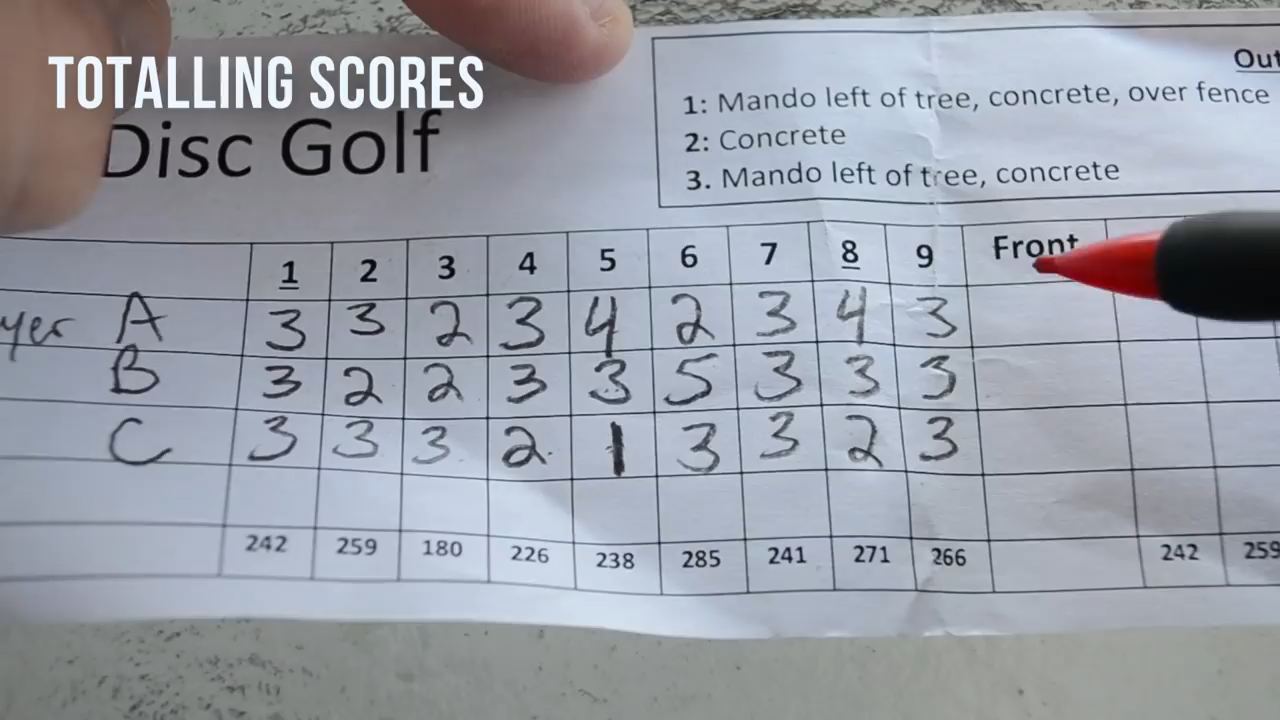 TOTALLING SCORES
Disc Golf
Out
1: Mando left of tree, concrete, over fence
2: Concrete
3. Mando left of tree, concrete
1 2 3 4 5 6 7 8 9 Front
yer A 3 3 2 3 4 2 3 4 3
B 3 2 2 3 3 5 3 3 3
C 3 3 3 2 1 3 3 2 3
242 259 180 226 238 285 241 271 266 242 259